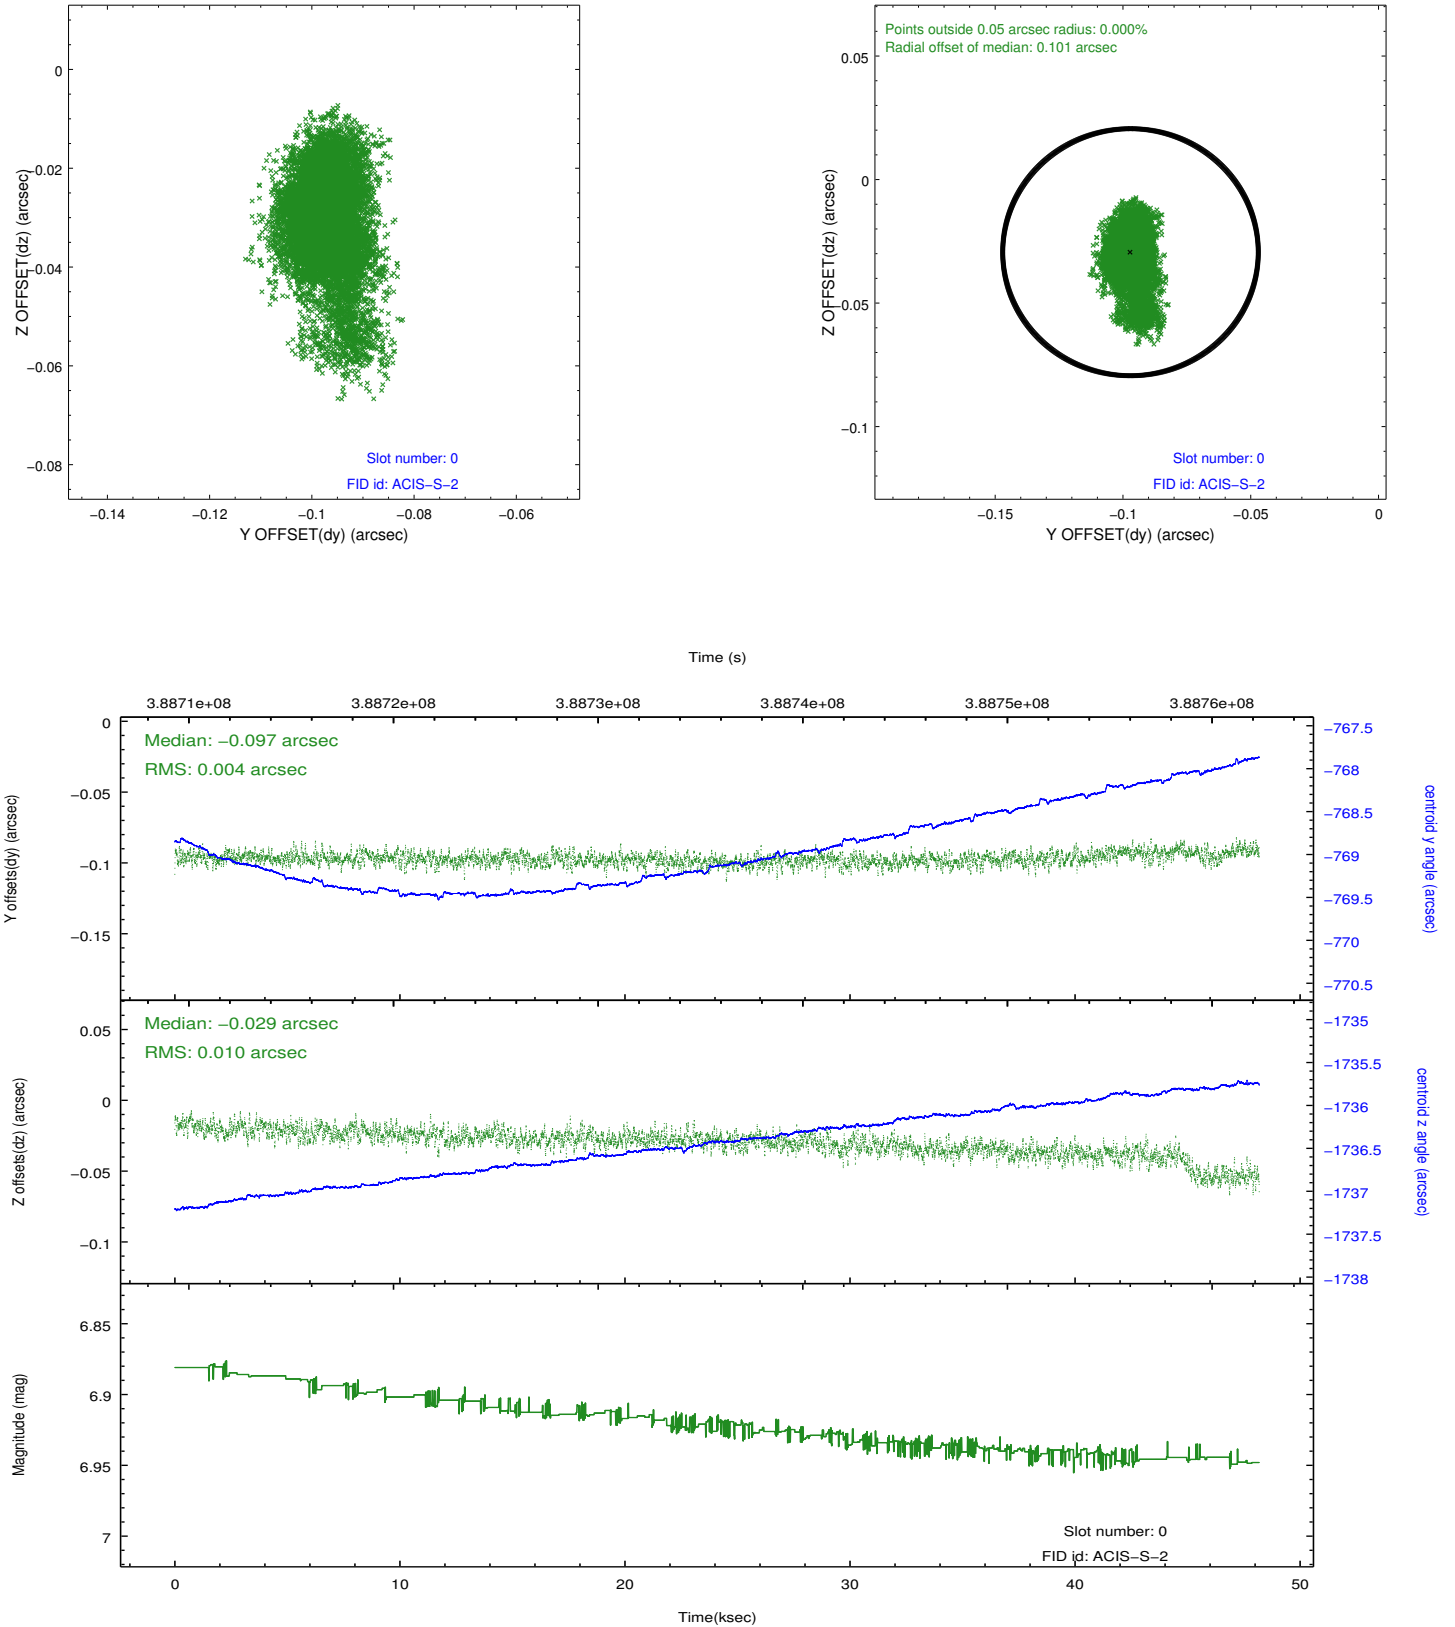 0
−0.02
−0.04
−0.06
−0.08
Z OFFSET(dz) (arcsec)
Slot number: 0
FID id: ACIS−S−2
−0.14
−0.12
−0.1
−0.08
−0.06
Y OFFSET(dy) (arcsec)
Points outside 0.05 arcsec radius: 0.000%
Radial offset of median: 0.101 arcsec
0.05
0
−0.05
−0.1
Z OFFSET(dz) (arcsec)
Slot number: 0
FID id: ACIS−S−2
−0.15
−0.1
−0.05
0
Y OFFSET(dy) (arcsec)
Time (s)
3.8871e+08
3.8872e+08
3.8873e+08
3.8874e+08
3.8875e+08
3.8876e+08
Median: −0.097 arcsec
RMS: 0.004 arcsec
0
−0.05
−0.1
−0.15
Y offsets(dy) (arcsec)
−767.5
−768
−768.5
−769
−769.5
−770
−770.5
centroid y angle (arcsec)
Median: −0.029 arcsec
RMS: 0.010 arcsec
0.05
0
−0.05
−0.1
Z offsets(dz) (arcsec)
−1735
−1735.5
−1736
−1736.5
−1737
−1737.5
−1738
centroid z angle (arcsec)
6.85
6.9
6.95
7
Magnitude (mag)
Slot number: 0
FID id: ACIS−S−2
0
10
20
30
40
50
Time(ksec)